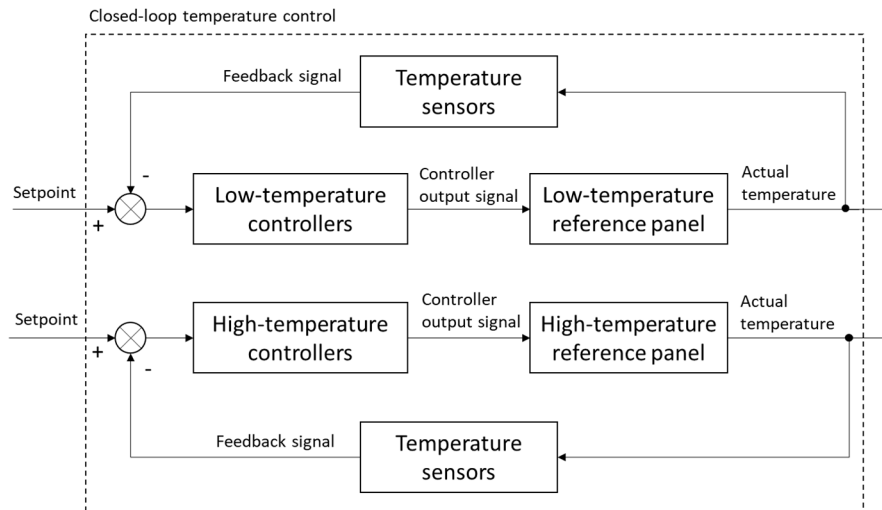 Closed-loop temperature control
Feedback signal
Temperature
sensors
-
Setpoint
+
Low-temperature
controllers
Controller
output signal
Low-temperature
reference panel
Actual
temperature
Setpoint
+
-
High-temperature
controllers
Controller
output signal
High-temperature
reference panel
Actual
temperature
Feedback signal
Temperature
sensors